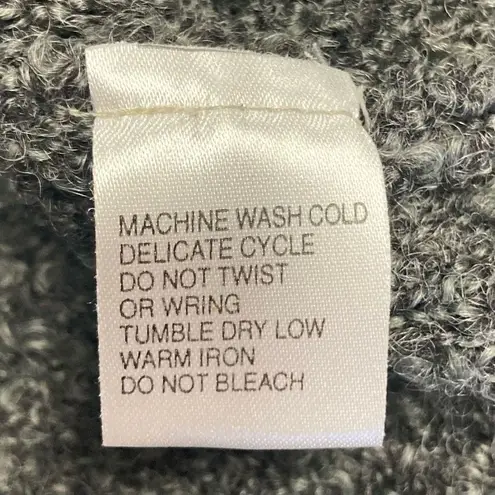 MACHINE WASH COLD
DELICATE CYCLE
DO NOT TWIST
OR WRING
TUMBLE DRY LOW
WARM IRON
DO NOT BLEACH